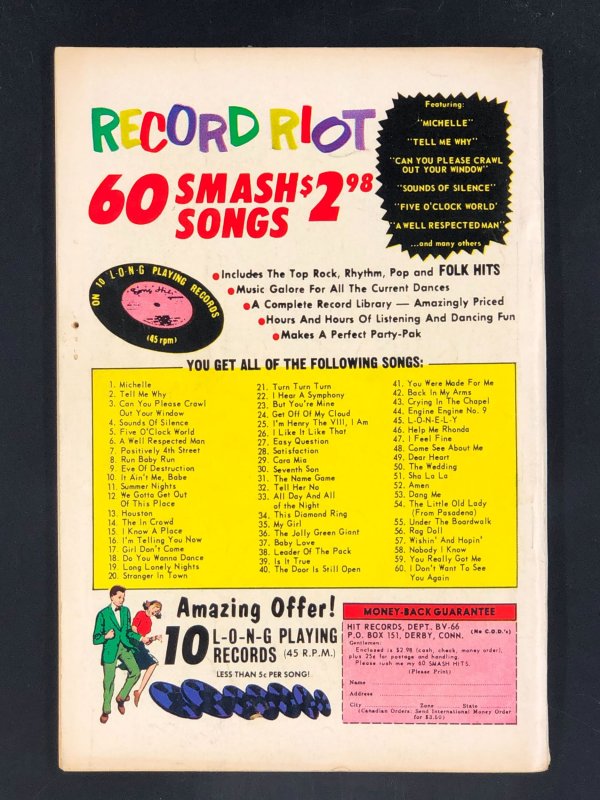 RECORD RIOT
60 SMASH $2.98
SONGS
Featuring:
"MICHELLE"
"TELL ME WHY"
"CAN YOU PLEASE CRAWL
OUT YOUR WINDOW"
"SOUNDS OF SILENCE"
"FIVE O'CLOCK WORLD'
"A WELL RESPECTED MAN"
...and many others
ON 10 L-O-N-G PLAYING RECORDS
(45 rpm)
Includes The Top Rock, Rhythm, Pop and FOLK HITS
Music Galore For All The Current Dances
A Complete Record Library — Amazingly Priced
Hours And Hours Of Listening And Dancing Fun
Makes A Perfect Party-Pak
YOU GET ALL OF THE FOLLOWING SONGS:
1. Michelle
2. Tell Me Why
3. Can You Please Crawl
Out Your Window
4. Sounds Of Silence
5. Five O'Clock World
6. A Well Respected Man
7. Positively 4th Street
8. Run Baby Run
9. Eve Of Destruction
10. It Ain't Me, Babe
11. Summer Nights
12. We Gotta Get Out
Of This Place
13. Houston
14. The In Crowd
15. I Know A Place
16. I'm Telling You Now
17. Girl Don't Come
18. Do You Wanna Dance
19. Long Lonely Nights
20. Stranger In Town
21. Turn Turn Turn
22. I Hear A Symphony
23. But You're Mine
24. Get Off Of My Cloud
25. I'm Henry The VIII, I Am
26. I Like It Like That
27. Easy Question
28. Satisfaction
29. Cara Mia
30. Seventh Son
31. The Name Game
32. Tell Her No
33. All Day And All
of the Night
34. This Diamond Ring
35. My Girl
36. The Jolly Green Giant
37. Baby Love
38. Leader Of The Pack
39. Is It True
40. The Door Is Still Open
41. You Were Made For Me
42. Back In My Arms
43. Crying In The Chapel
44. Engine Engine No. 9
45. L-O-N-E-L-Y
46. Help Me Rhonda
47. I Feel Fine
48. Come See About Me
49. Dear Heart
50. The Wedding
51. Sha La La
52. Amen
53. Dang Me
54. The Little Old Lady
(From Pasadena)
55. Under The Boardwalk
56. Rag Doll
57. Wishin' And Hopin'
58. Nobody I Know
59. You Really Got Me
60. I Don't Want To See
You Again
Amazing Offer!
10 L-O-N-G PLAYING
RECORDS (45 R.P.M.)
LESS THAN 5¢ PER SONG!
MONEY-BACK GUARANTEE
HIT RECORDS, DEPT. BV-66 (No C.O.D.'s)
P.O. BOX 151, DERBY, CONN.
Gentlemen:
Enclosed is $2.98 (cash, check, money order),
plus 25¢ for postage and handling.
Please rush me my 60 SMASH HITS.
(Please Print)
Name
Address
City Zone State
(Canadian Orders: Send International Money Order
for $3.50)